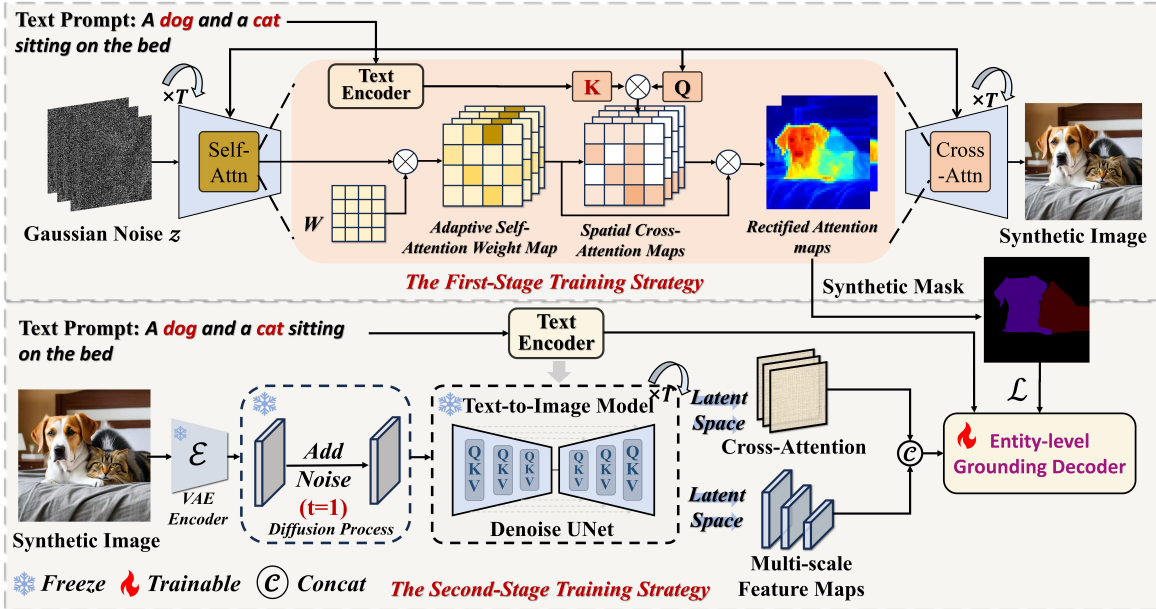 Text Prompt: A dog and a cat
sitting on the bed
×T
Text
Encoder
K
Q
×T
Self-
Attn
Cross
-Attn
W
Gaussian Noise z
Adaptive Self-
Attention Weight Map
Spatial Cross-
Attention Maps
Rectified Attention
maps
Synthetic Image
The First-Stage Training Strategy
Synthetic Mask
Text Prompt: A dog and a cat sitting
on the bed
Text
Encoder
×T
ℒ
Text-to-Image Model
Latent
Space
Cross-Attention
Q
K
V
Q
K
V
Q
K
V
Q
K
V
Q
K
V
Q
K
V
Denoise UNet
ℰ
VAE
Encoder
Add
Noise
(t=1)
Diffusion Process
C
Entity-level
Grounding Decoder
Latent
Space
Multi-scale
Feature Maps
Synthetic Image
Freeze
Trainable
C Concat
The Second-Stage Training Strategy